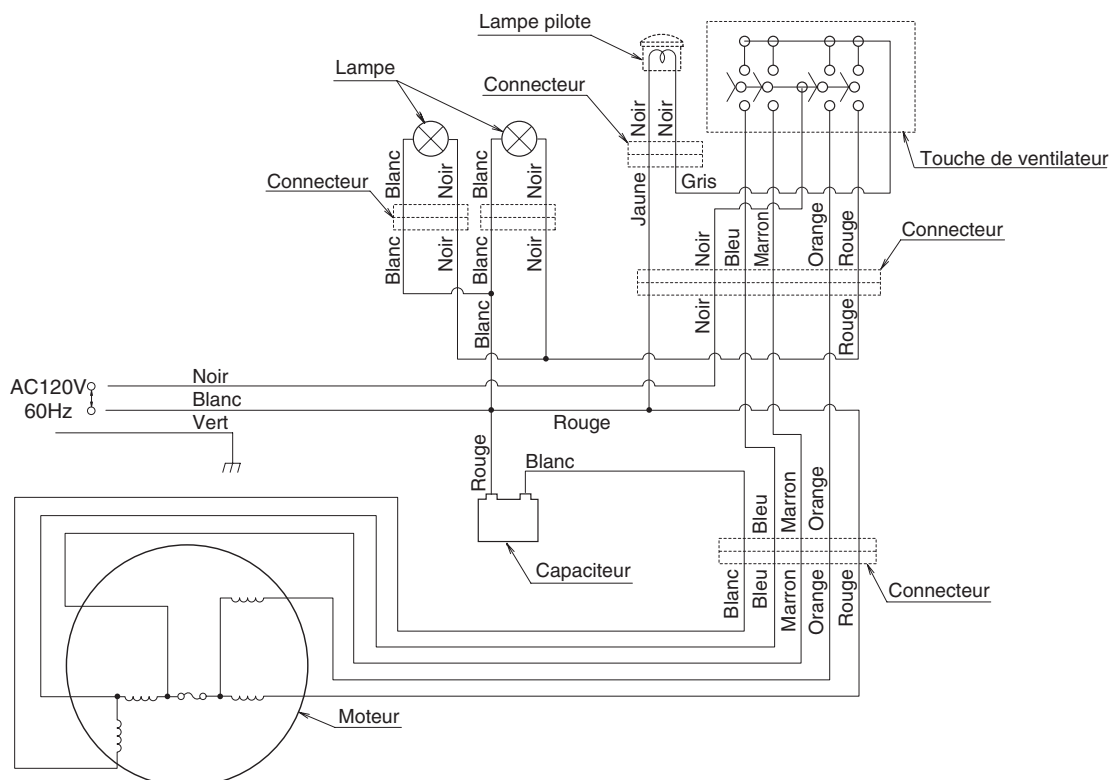 Lampe pilote
Lampe
Connecteur
Noir
Noir
Touche de ventilateur
Blanc
Noir
Blanc
Noir
Connecteur
Jaune
Gris
Blanc
Noir
Blanc
Noir
Noir
Bleu
Marron
Orange
Rouge
Connecteur
Blanc
Noir
Rouge
AC120V
60Hz
Noir
Blanc
Vert
Rouge
Rouge
Blanc
Bleu
Marron
Orange
Capaciteur
Blanc
Bleu
Marron
Orange
Rouge
Connecteur
Moteur